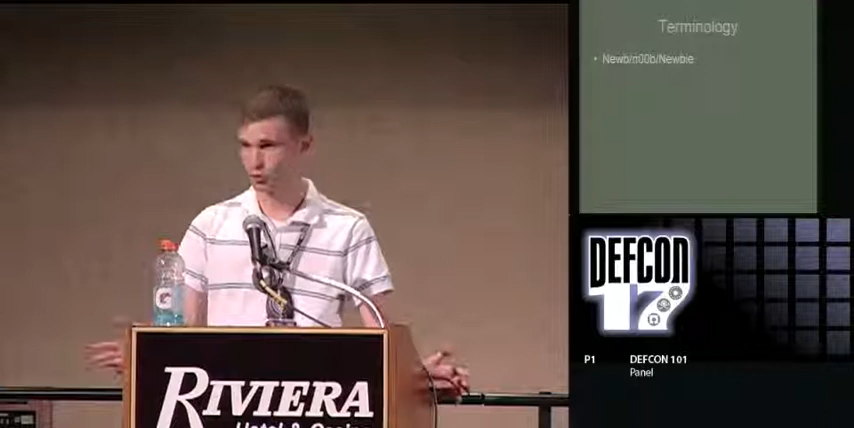 Terminology
• Newb/n00b/Newbie
DEFCON
17
P1 DEFCON 101
Panel
RIVIERA
Hotel & Casino